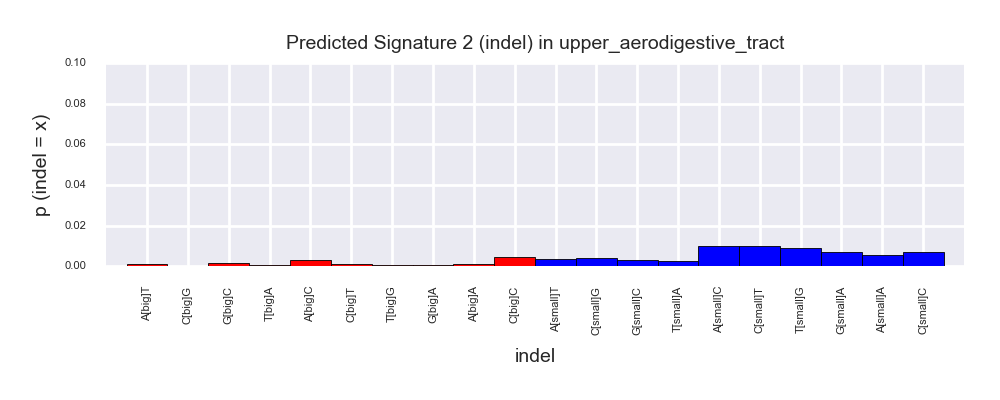 Predicted Signature 2 (indel) in upper_aerodigestive_tract
p (indel = x)
0.10
0.08
0.06
0.04
0.02
0.00
A[big]T
C[big]G
G[big]C
T[big]A
A[big]C
C[big]T
T[big]G
G[big]A
A[big]A
C[big]C
A[small]T
C[small]G
G[small]C
T[small]A
A[small]C
C[small]T
T[small]G
G[small]A
A[small]A
C[small]C
indel